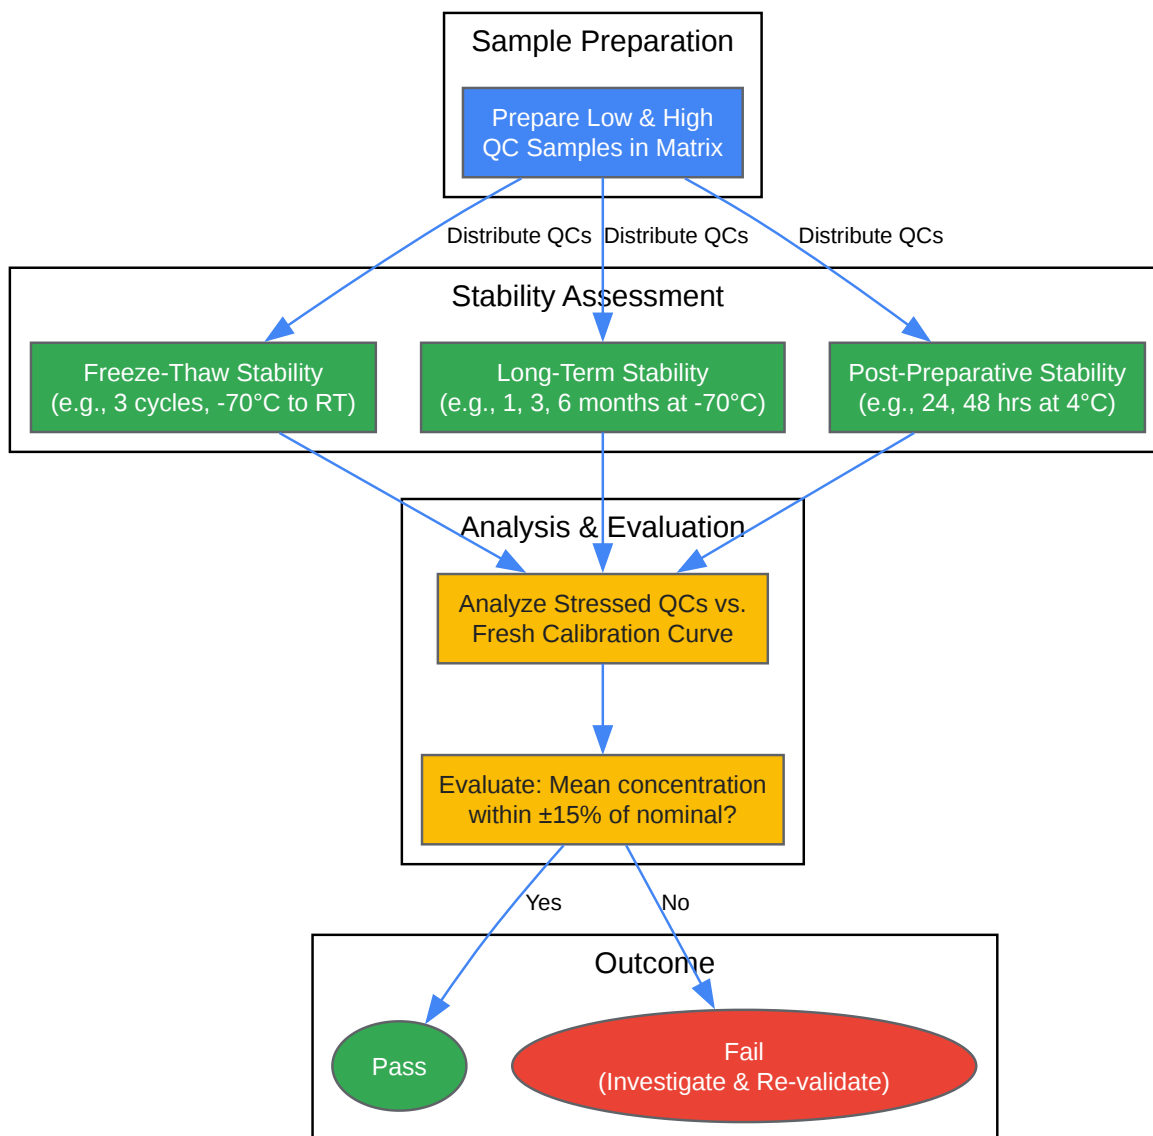 Sample Preparation
Prepare Low & High
QC Samples in Matrix
Distribute QCs
Distribute QCs
Distribute QCs
Stability Assessment
Freeze-Thaw Stability
(e.g., 3 cycles, -70°C to RT)
Long-Term Stability
(e.g., 1, 3, 6 months at -70°C)
Post-Preparative Stability
(e.g., 24, 48 hrs at 4°C)
Analysis & Evaluation
Analyze Stressed QCs vs.
Fresh Calibration Curve
Evaluate: Mean concentration
within ±15% of nominal?
Yes
No
Outcome
Pass
Fail
(Investigate & Re-validate)